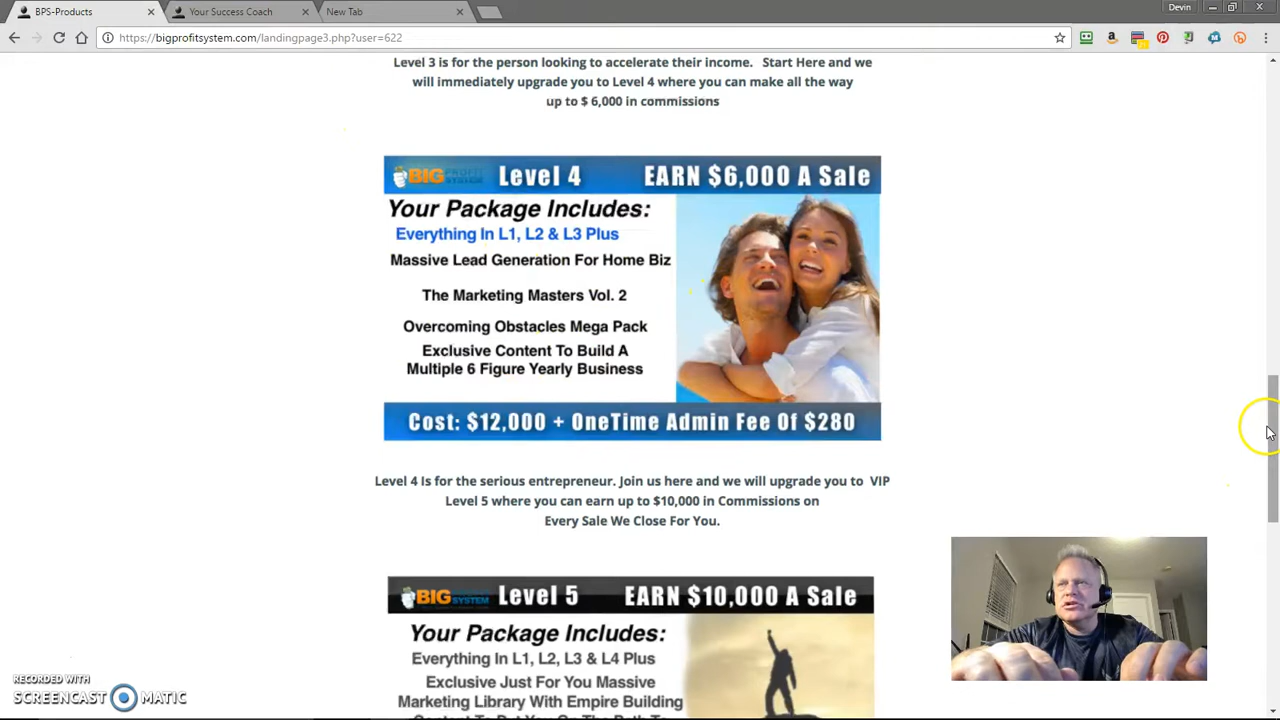 BPS-Products
Your Success Coach
New Tab
Devin
https://bigprofitsystem.com/landingpage3.php?user=622
Level 3 is for the person looking to accelerate their income. Start Here and we
will immediately upgrade you to Level 4 where you can make all the way
up to $ 6,000 in commissions
BIG PROFIT SYSTEM Level 4 EARN $6,000 A Sale
Your Package Includes:
Everything In L1, L2 & L3 Plus
Massive Lead Generation For Home Biz
The Marketing Masters Vol. 2
Overcoming Obstacles Mega Pack
Exclusive Content To Build A
Multiple 6 Figure Yearly Business
Cost: $12,000 + OneTime Admin Fee Of $280
Level 4 Is for the serious entrepreneur. Join us here and we will upgrade you to VIP
Level 5 where you can earn up to $10,000 in Commissions on
Every Sale We Close For You.
BIG SYSTEM Level 5 EARN $10,000 A Sale
Your Package Includes:
Everything In L1, L2, L3 & L4 Plus
Exclusive Just For You Massive
Marketing Library With Empire Building
RECORDED WITH
SCREENCAST MATIC